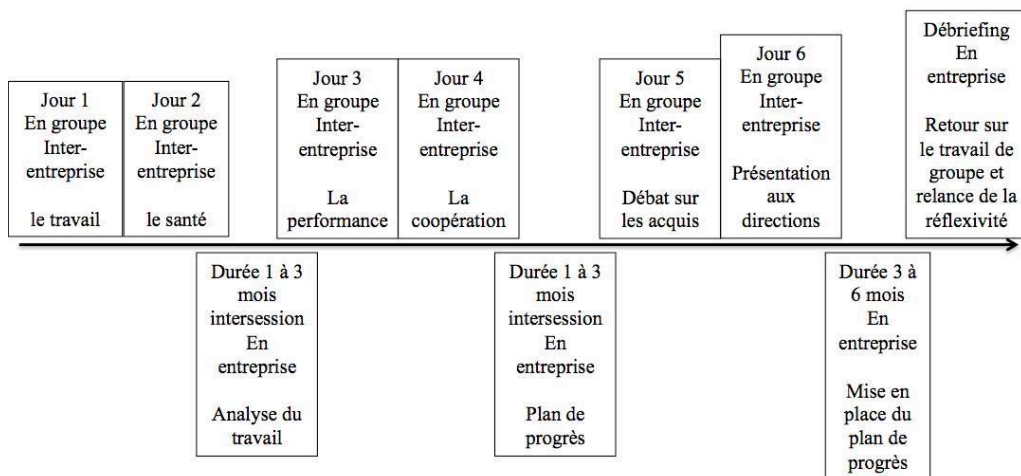 Jour 1
En groupe
Inter-
entreprise
le travail
Jour 2
En groupe
Inter-
entreprise
le santé
Jour 3
En groupe
Inter-
entreprise
La
performance
Jour 4
En groupe
Inter-
entreprise
La
coopération
Jour 5
En groupe
Inter-
entreprise
Débat sur
les acquis
Jour 6
En groupe
Inter-
entreprise
Présentation
aux
directions
Débriefing
En
entreprise
Retour sur
le travail de
groupe et
relance de la
réflexivité
Durée 1 à 3
mois
intersession
En
entreprise
Analyse du
travail
Durée 1 à 3
mois
intersession
En
entreprise
Plan de
progrès
Durée 3 à
6 mois
En
entreprise
Mise en
place du
plan de
progrès